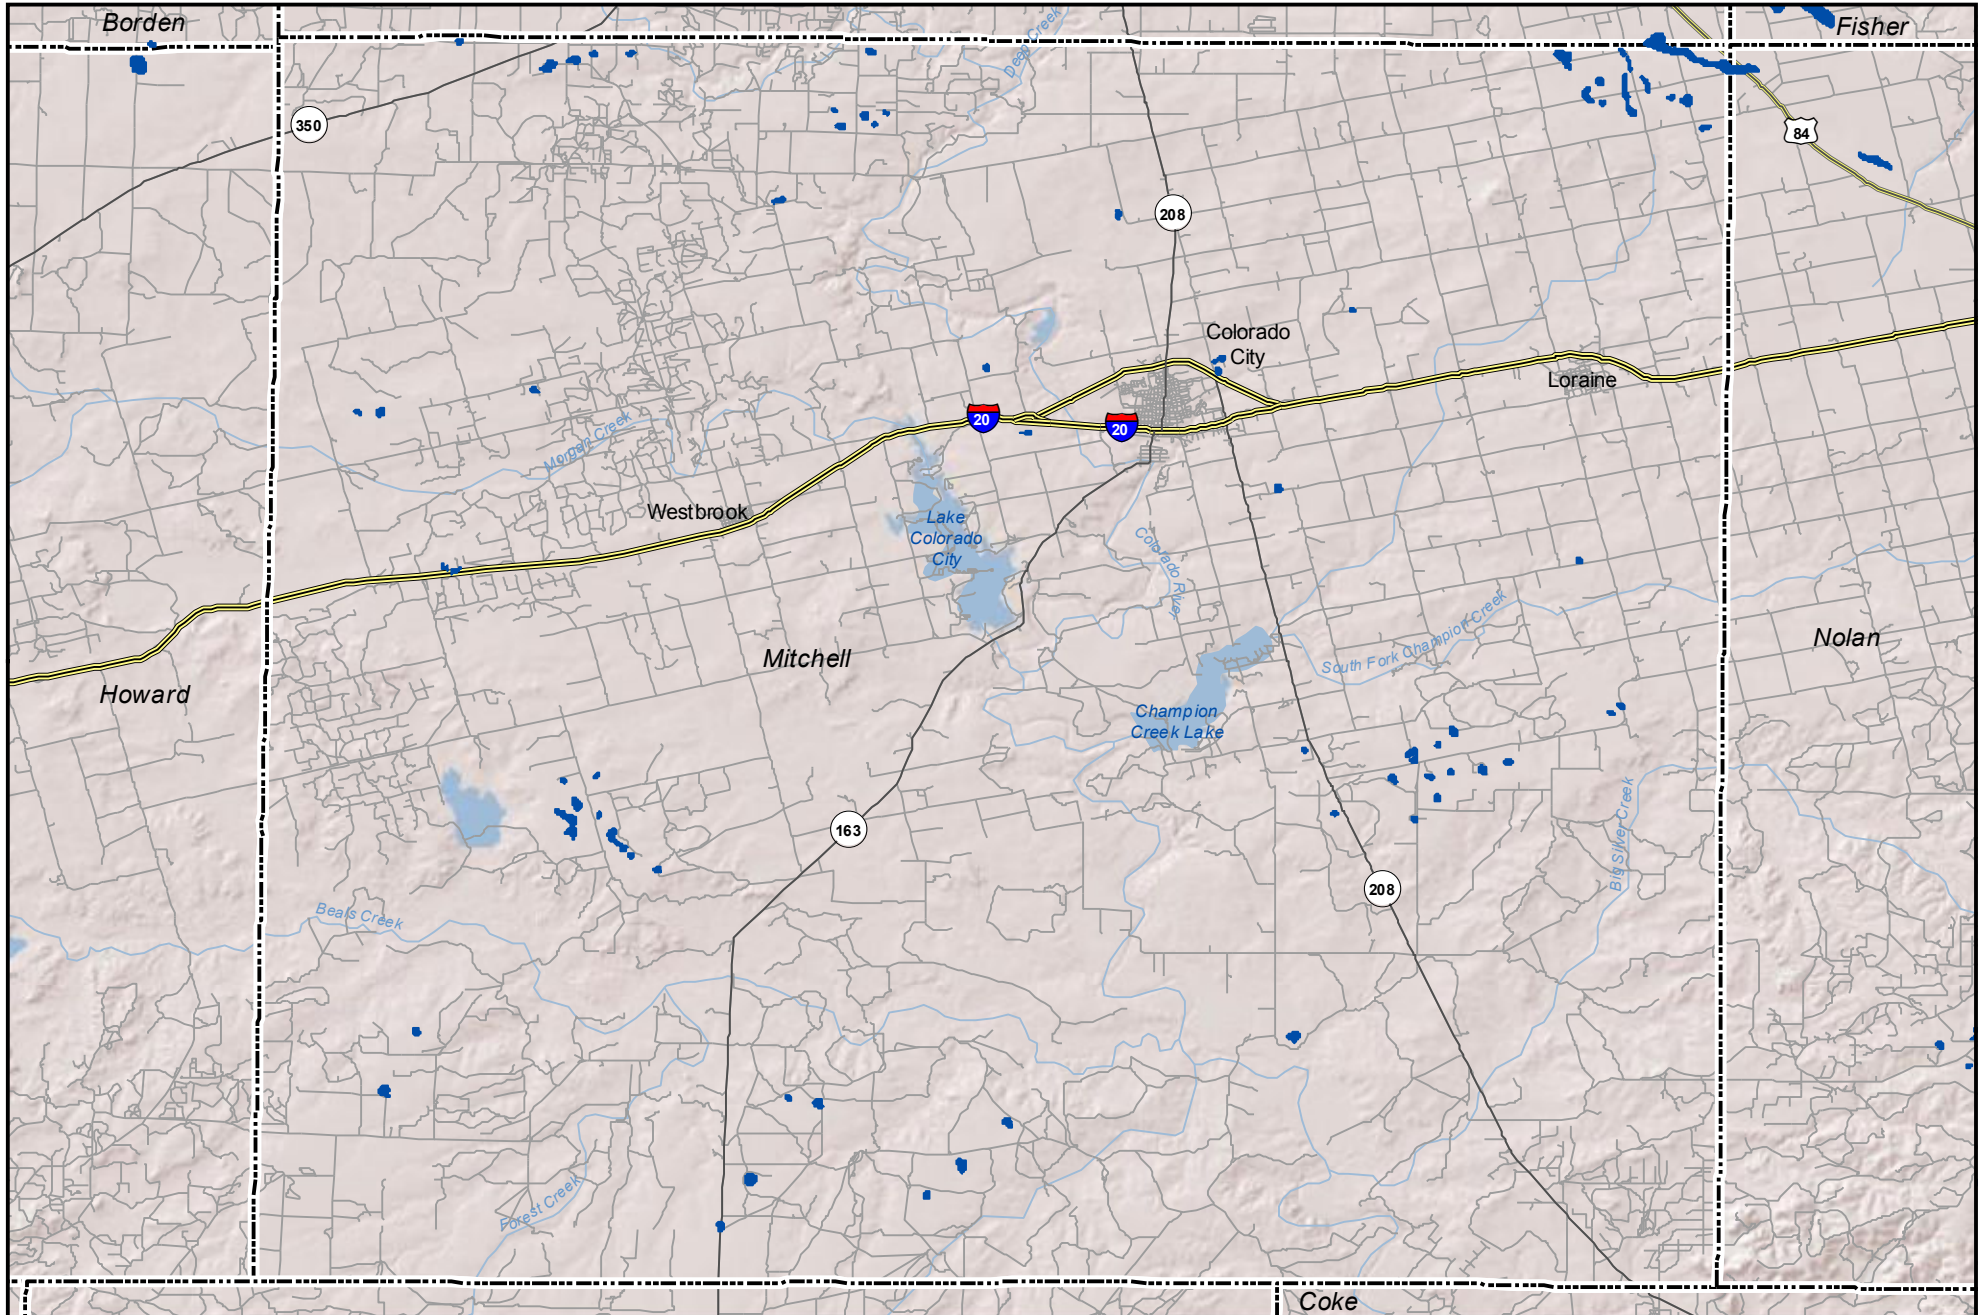 Borden
Fisher
Deep Creek
350
84
208
Colorado
City
Loraine
20
20
Morgan Creek
Westbrook
Lake
Colorado
City
Colorado River
South Fork Champion Creek
Nolan
Mitchell
Howard
Champion
Creek Lake
Big Silver Creek
163
208
Beals Creek
Forest Creek
Coke